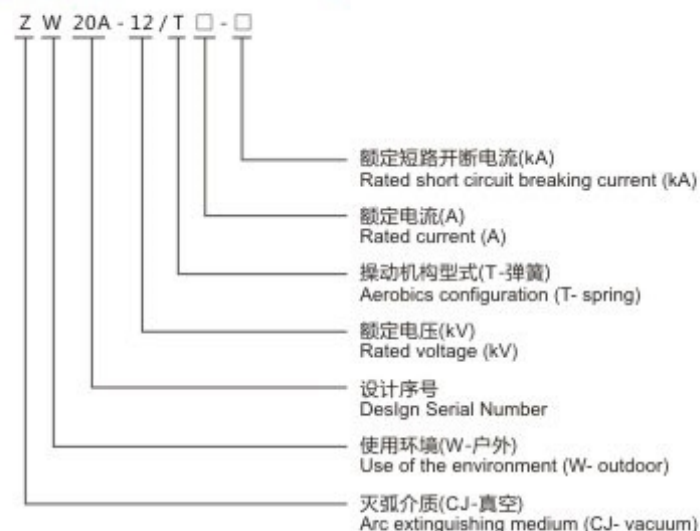 Z W 20A - 12 / T □ - □
额定短路开断电流(kA)
Rated short circuit breaking current (kA)
额定电流(A)
Rated current (A)
操动机构型式(T-弹簧)
Aerobics configuration (T- spring)
额定电压(kV)
Rated voltage (kV)
设计序号
DesIgn Serial Number
使用环境(W-户外)
Use of the environment (W- outdoor)
灭弧介质(CJ-真空)
Arc extinguishing medium (CJ- vacuum)